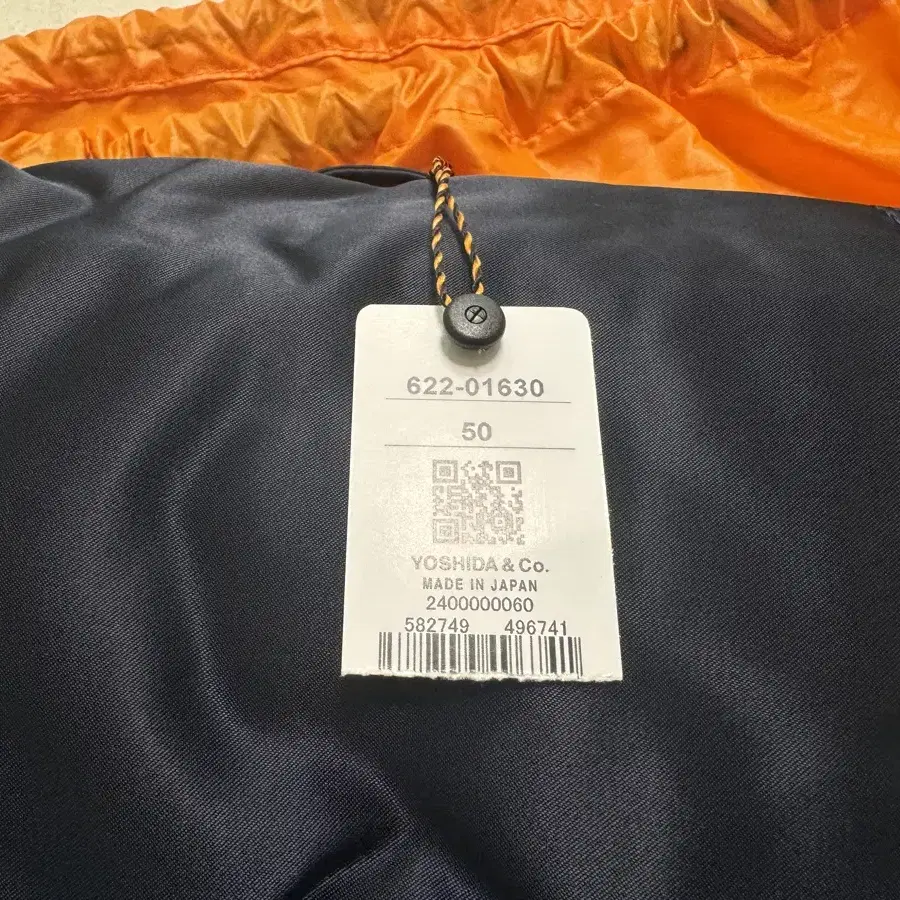 622-01630
50
YOSHIDA & Co.
MADE IN JAPAN
2400000060
582749 496741